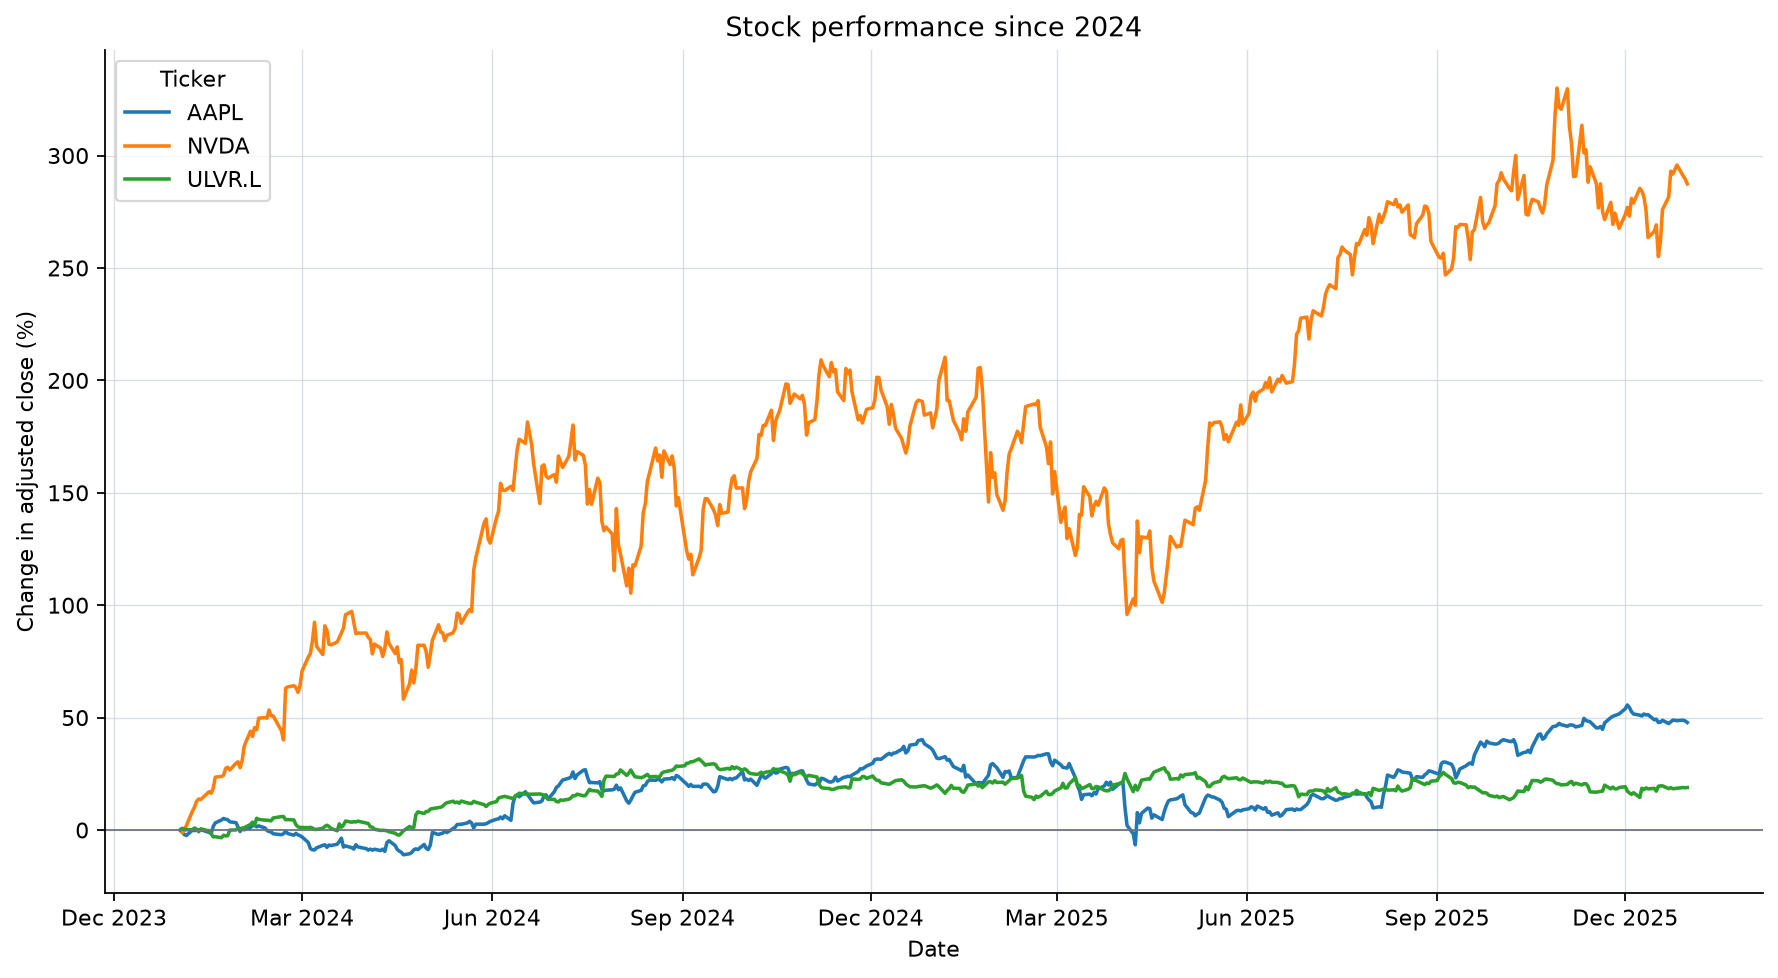 Stock performance since 2024
Ticker
AAPL
NVDA
ULVR.L
Change in adjusted close (%)
300
250
200
150
100
50
0
Dec 2023 Mar 2024 Jun 2024 Sep 2024 Dec 2024 Mar 2025 Jun 2025 Sep 2025 Dec 2025
Date